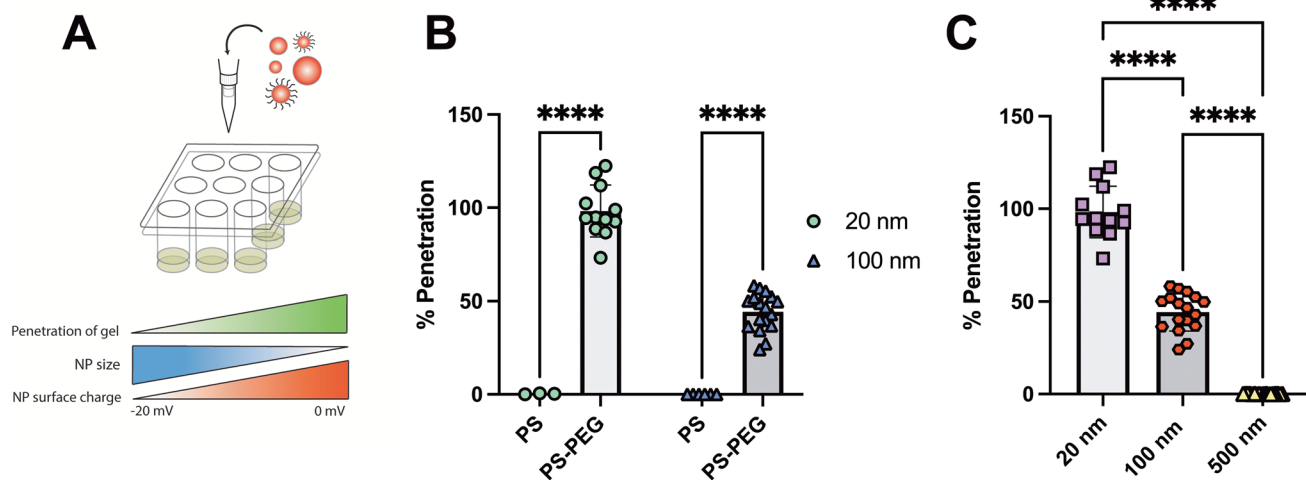 A
Penetration of gel
NP size
NP surface charge
-20 mV
0 mV
B
% Penetration
150
100
50
0
****
****
PS
PS-PEG
PS
PS-PEG
20 nm
100 nm
C
% Penetration
150
100
50
0
****
****
****
20 nm
100 nm
500 nm